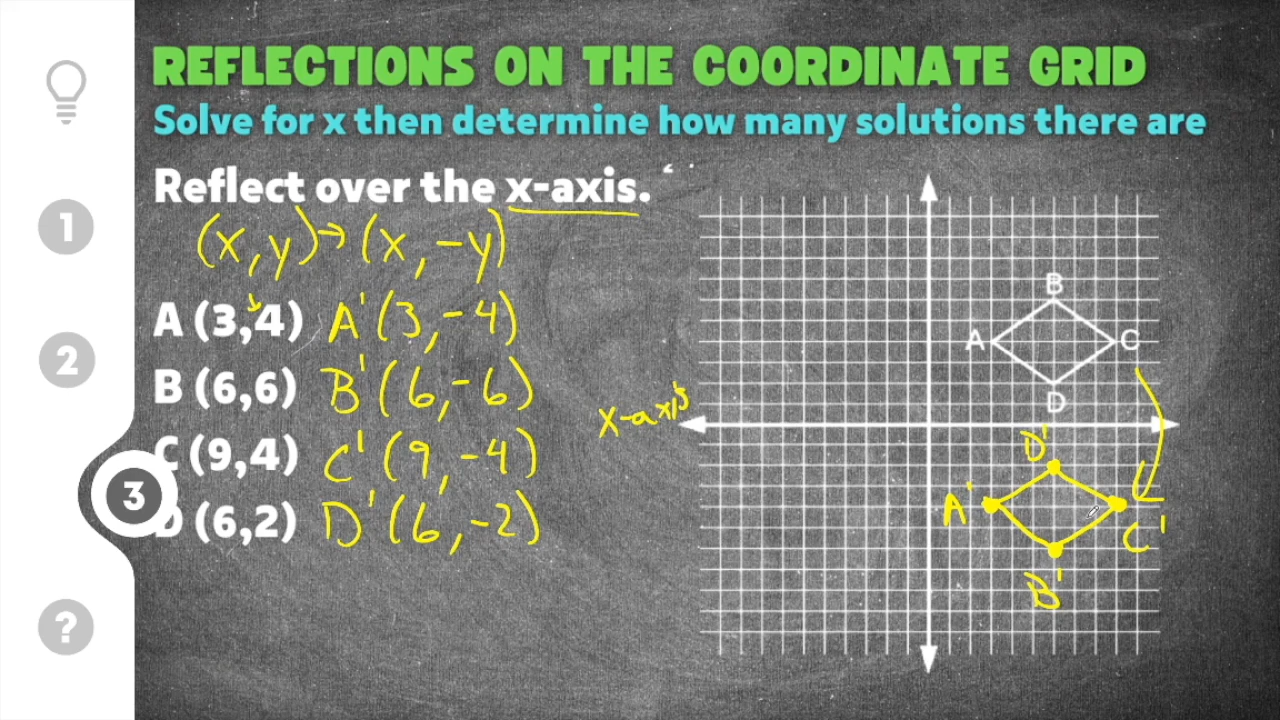 REFLECTIONS ON THE COORDINATE GRID
Solve for x then determine how many solutions there are
Reflect over the x-axis.
(x, y) → (x, -y)
A (3,4) A' (3, -4)
B (6,6) B' (6, -6)
C (9,4) C' (9, -4)
D (6,2) D' (6, -2)
1
2
3
?
B
A
C
D
x-axis
D'
A'
C'
B'